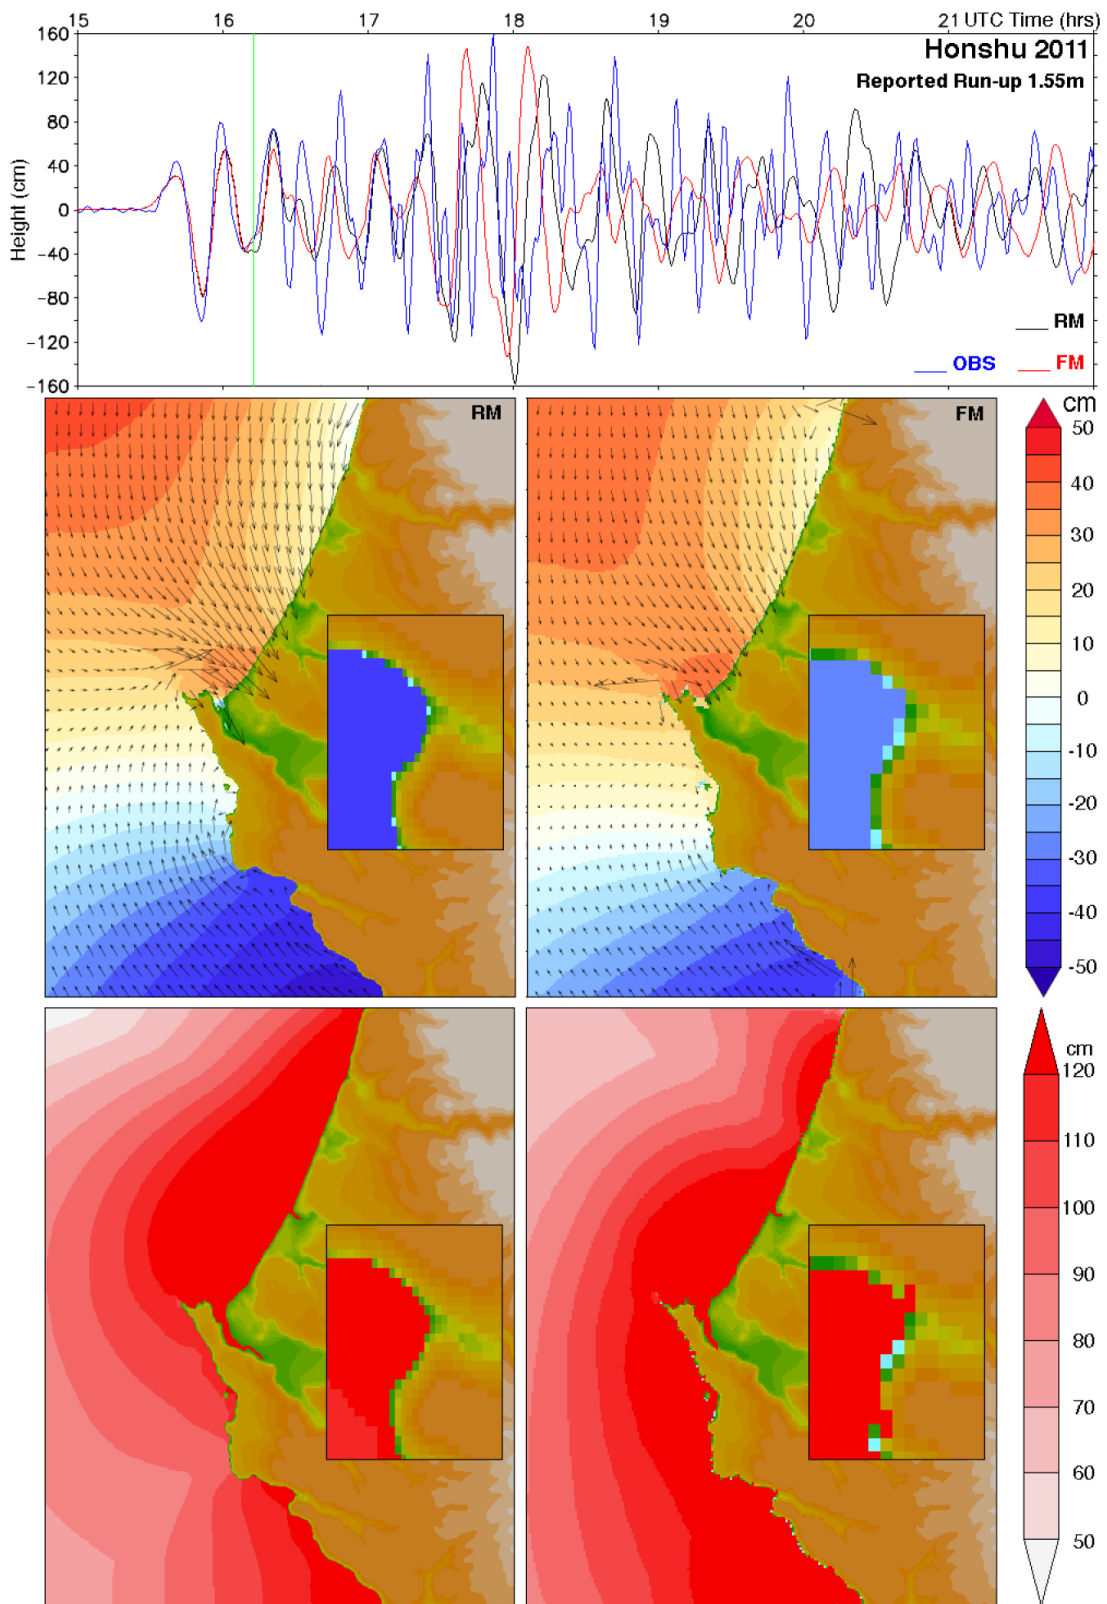 15 16 17 18 19 20 21 UTC Time (hrs)
160
120
80
40
0
−40
−80
−120
−160
Height (cm)
Honshu 2011
Reported Run-up 1.55m
RM
OBS FM
RM
FM
cm
50
40
30
20
10
0
-10
-20
-30
-40
-50
cm
120
110
100
90
80
70
60
50